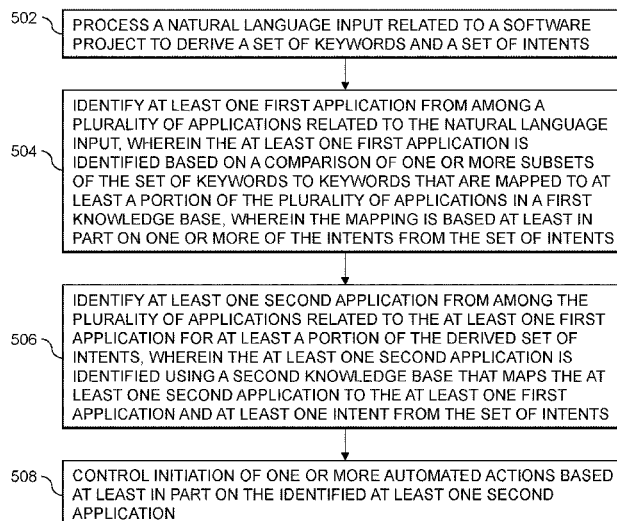 502
PROCESS A NATURAL LANGUAGE INPUT RELATED TO A SOFTWARE
PROJECT TO DERIVE A SET OF KEYWORDS AND A SET OF INTENTS
504
IDENTIFY AT LEAST ONE FIRST APPLICATION FROM AMONG A
PLURALITY OF APPLICATIONS RELATED TO THE NATURAL LANGUAGE
INPUT, WHEREIN THE AT LEAST ONE FIRST APPLICATION IS
IDENTIFIED BASED ON A COMPARISON OF ONE OR MORE SUBSETS
OF THE SET OF KEYWORDS TO KEYWORDS THAT ARE MAPPED TO AT
LEAST A PORTION OF THE PLURALITY OF APPLICATIONS IN A FIRST
KNOWLEDGE BASE, WHEREIN THE MAPPING IS BASED AT LEAST IN
PART ON ONE OR MORE OF THE INTENTS FROM THE SET OF INTENTS
506
IDENTIFY AT LEAST ONE SECOND APPLICATION FROM AMONG THE
PLURALITY OF APPLICATIONS RELATED TO THE AT LEAST ONE FIRST
APPLICATION FOR AT LEAST A PORTION OF THE DERIVED SET OF
INTENTS, WHEREIN THE AT LEAST ONE SECOND APPLICATION IS
IDENTIFIED USING A SECOND KNOWLEDGE BASE THAT MAPS THE AT
LEAST ONE SECOND APPLICATION TO THE AT LEAST ONE FIRST
APPLICATION AND AT LEAST ONE INTENT FROM THE SET OF INTENTS
508
CONTROL INITIATION OF ONE OR MORE AUTOMATED ACTIONS BASED
AT LEAST IN PART ON THE IDENTIFIED AT LEAST ONE SECOND
APPLICATION